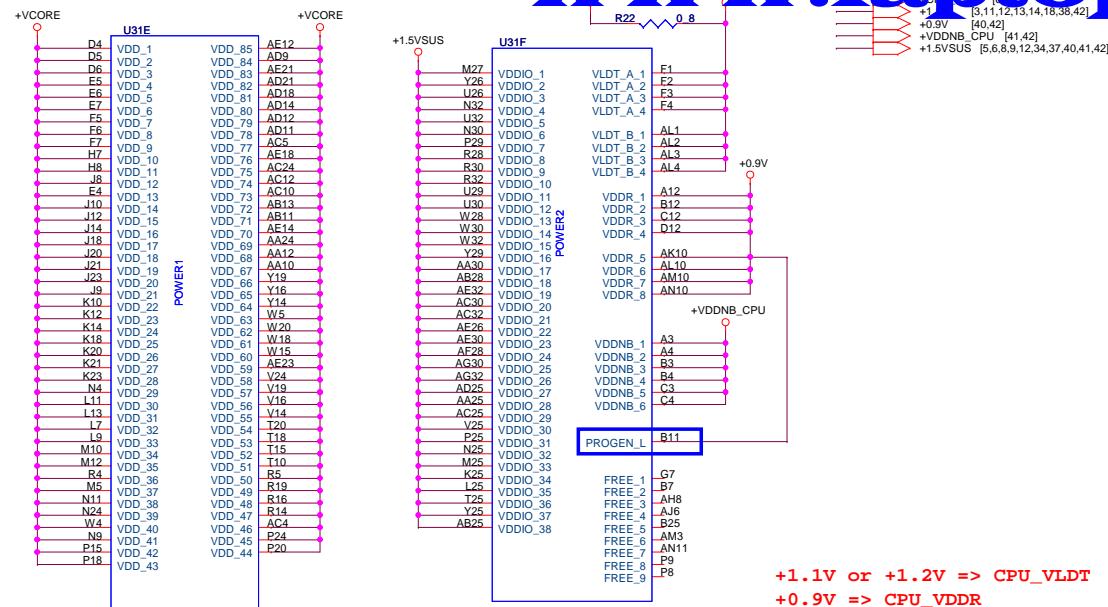 +VCORE
+VCORE
U31E
D4 VDD_1 VDD_85 AE12
D5 VDD_2 VDD_84 AD9
D6 VDD_3 VDD_83 AE21
E5 VDD_4 VDD_82 AD21
E6 VDD_5 VDD_81 AD18
E7 VDD_6 VDD_80 AD14
F5 VDD_7 VDD_79 AD12
F6 VDD_8 VDD_78 AD11
F7 VDD_9 VDD_77 AC5
H7 VDD_10 VDD_76 AE18
H8 VDD_11 VDD_75 AC24
J8 VDD_12 VDD_74 AC12
E4 VDD_13 VDD_73 AC10
J10 VDD_14 VDD_72 AB13
J12 VDD_15 VDD_71 AB11
J14 VDD_16 VDD_70 AE14
J18 VDD_17 VDD_69 AA24
J20 VDD_18 VDD_68 AA12
J21 VDD_19 VDD_67 AA10
J23 VDD_20 VDD_66 Y19
J9 VDD_21 VDD_65 Y16
K10 VDD_22 VDD_64 Y14
K12 VDD_23 VDD_63 W5
K14 VDD_24 VDD_62 W20
K18 VDD_25 VDD_61 W18
K20 VDD_26 VDD_60 W15
K21 VDD_27 VDD_59 AE23
K23 VDD_28 VDD_58 V24
N4 VDD_29 VDD_57 V19
L11 VDD_30 VDD_56 V16
L13 VDD_31 VDD_55 V14
L7 VDD_32 VDD_54 T20
L9 VDD_33 VDD_53 T18
M10 VDD_34 VDD_52 T15
M12 VDD_35 VDD_51 T10
R4 VDD_36 VDD_50 R5
M5 VDD_37 VDD_49 R19
N11 VDD_38 VDD_48 R16
N24 VDD_39 VDD_47 R14
W4 VDD_40 VDD_46 AC4
N9 VDD_41 VDD_45 P24
P15 VDD_42 VDD_44 P20
P18 VDD_43
POWER1
R22 0_8
+1.5VSUS
U31F
M27 VDDIO_1
Y26 VDDIO_2
U26 VDDIO_3
N32 VDDIO_4
U32 VDDIO_5
N30 VDDIO_6
P29 VDDIO_7
R28 VDDIO_8
R30 VDDIO_9
R32 VDDIO_10
U29 VDDIO_11
U30 VDDIO_12
W28 VDDIO_13
W30 VDDIO_14
W32 VDDIO_15
Y29 VDDIO_16
AA30 VDDIO_17
AB28 VDDIO_18
AE32 VDDIO_19
AC30 VDDIO_20
AC32 VDDIO_21
AE26 VDDIO_22
AE30 VDDIO_23
AF28 VDDIO_24
AG30 VDDIO_25
AG32 VDDIO_26
AD25 VDDIO_27
AA25 VDDIO_28
AC25 VDDIO_29
V25 VDDIO_30
P25 VDDIO_31
N25 VDDIO_32
M25 VDDIO_33
K25 VDDIO_34
L25 VDDIO_35
T25 VDDIO_36
Y25 VDDIO_37
AB25 VDDIO_38
POWER2
VLDT_A_1 F1
VLDT_A_2 F2
VLDT_A_3 F3
VLDT_A_4 F4
VLDT_B_1 AL1
VLDT_B_2 AL2
VLDT_B_3 AL3
VLDT_B_4 AL4
+0.9V
VDDR_1 A12
VDDR_2 B12
VDDR_3 C12
VDDR_4 D12
VDDR_5 AK10
VDDR_6 AL10
VDDR_7 AM10
VDDR_8 AN10
+VDDNB_CPU
VDDNB_1 A3
VDDNB_2 A4
VDDNB_3 B3
VDDNB_4 B4
VDDNB_5 C3
VDDNB_6 C4
PROGEN_L B11
FREE_1 G7
FREE_2 B7
FREE_3 AH8
FREE_4 AJ6
FREE_5 B25
FREE_6 AM3
FREE_7 AN11
FREE_8 P9
FREE_9 P8
[3,11,12,13,14,18,38,42]
+0.9V [40,42]
+VDDNB_CPU [41,42]
+1.5VSUS [5,6,8,9,12,34,37,40,41,42]
+1.1V or +1.2V => CPU_VLDT
+0.9V => CPU_VDDR